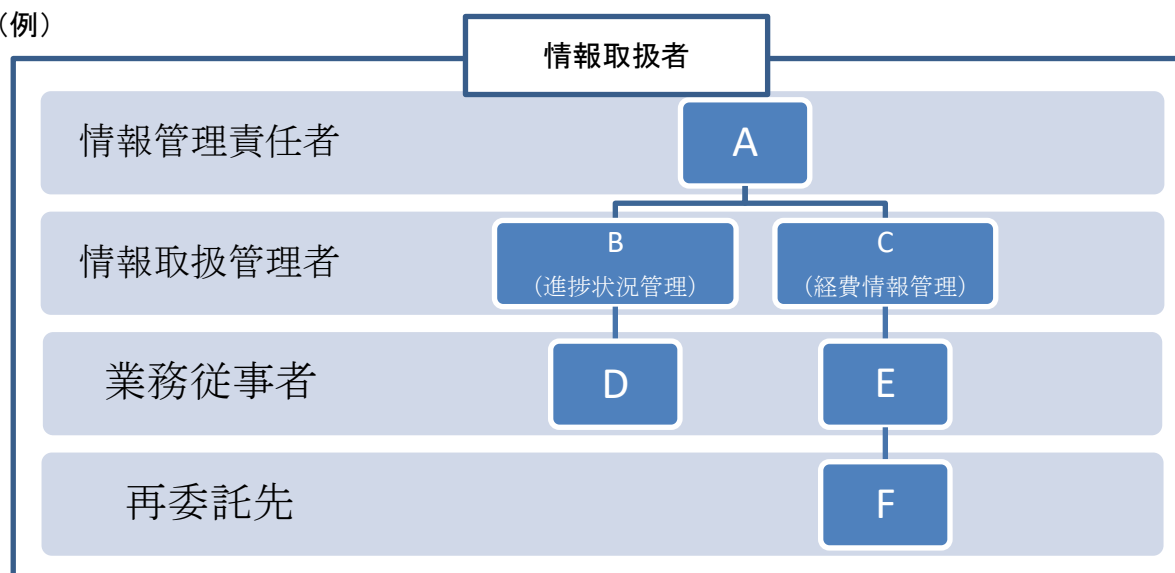 （例）
情報取扱者
情報管理責任者
A
情報取扱管理者
B
（進捗状況管理）
C
（経費情報管理）
業務従事者
D
E
再委託先
F